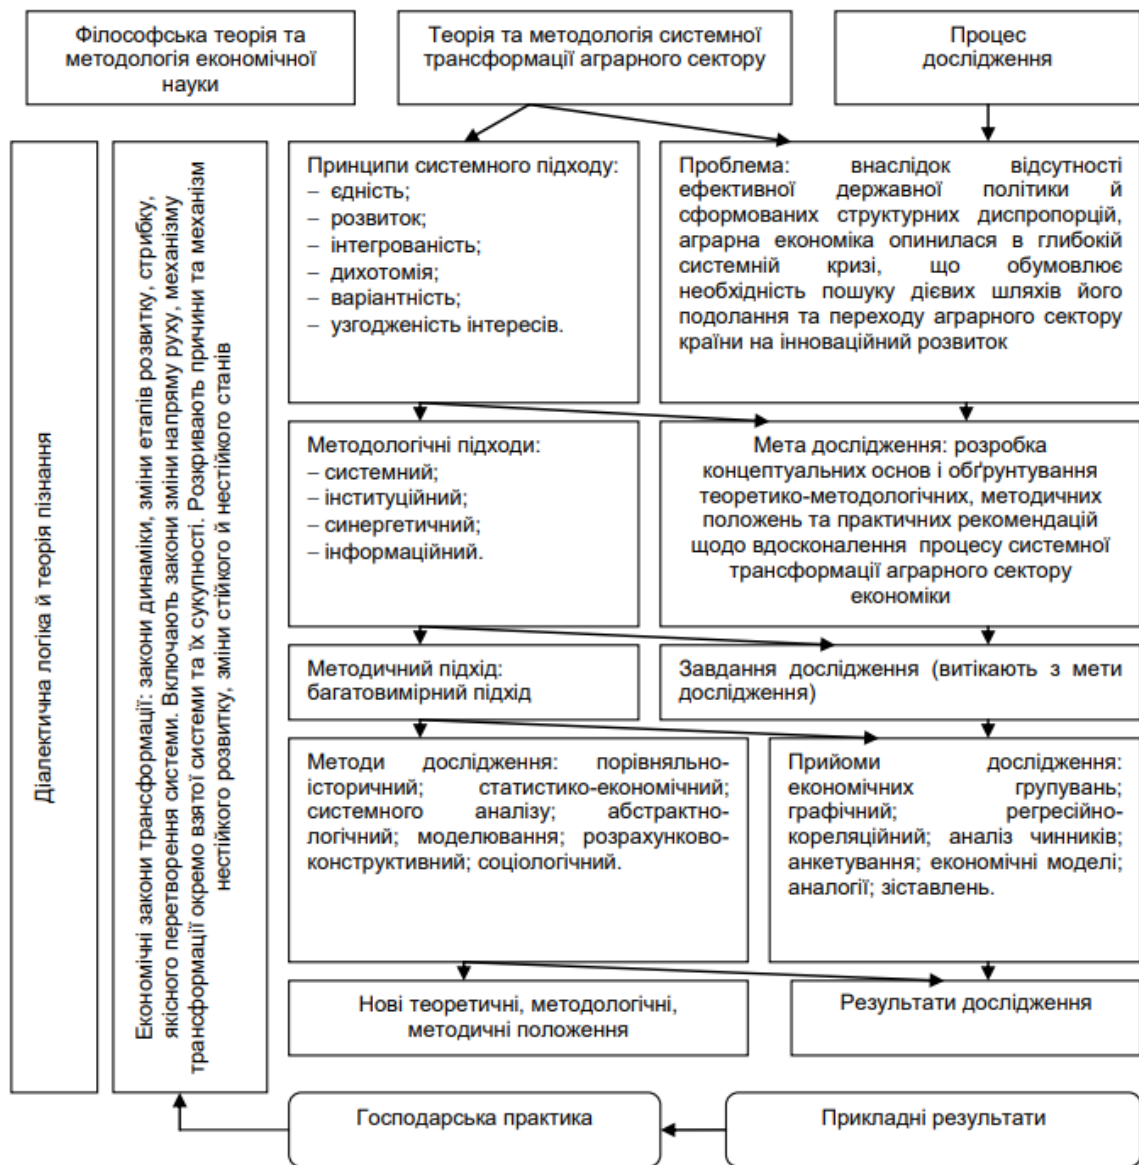 Філософська теорія та
методологія економічної
науки
Теорія та методологія системної
трансформації аграрного сектору
Процес
дослідження
Діалектична логіка й теорія пізнання
Економічні закони трансформації: закони динаміки, зміни етапів розвитку, стрибку,
якісного перетворення системи. Включають закони зміни напряму руху, механізму
трансформації окремо взятої системи та їх сукупності. Розкривають причини та механізм
нестійкого розвитку, зміни стійкого й нестійкого станів
Принципи системного підходу:
– єдність;
– розвиток;
– інтегрованість;
– дихотомія;
– варіантність;
– узгодженість інтересів.
Проблема: внаслідок відсутності
ефективної державної політики й
сформованих структурних диспропорцій,
аграрна економіка опинилася в глибокій
системній кризі, що обумовлює
необхідність пошуку дієвих шляхів його
подолання та переходу аграрного сектору
країни на інноваційний розвиток
Методологічні підходи:
– системний;
– інституційний;
– синергетичний;
– інформаційний.
Мета дослідження: розробка
концептуальних основ і обґрунтування
теоретико-методологічних, методичних
положень та практичних рекомендацій
щодо вдосконалення процесу системної
трансформації аграрного сектору
економіки
Методичний підхід:
багатовимірний підхід
Завдання дослідження (витікають з мети
дослідження)
Методи дослідження: порівняльно-
історичний; статистико-економічний;
системного аналізу; абстрактно-
логічний; моделювання; розрахунково-
конструктивний; соціологічний.
Прийоми дослідження:
економічних групувань;
графічний; регресійно-
кореляційний; аналіз чинників;
анкетування; економічні моделі;
аналогії; зіставлень.
Нові теоретичні, методологічні,
методичні положення
Результати дослідження
Господарська практика
Прикладні результати